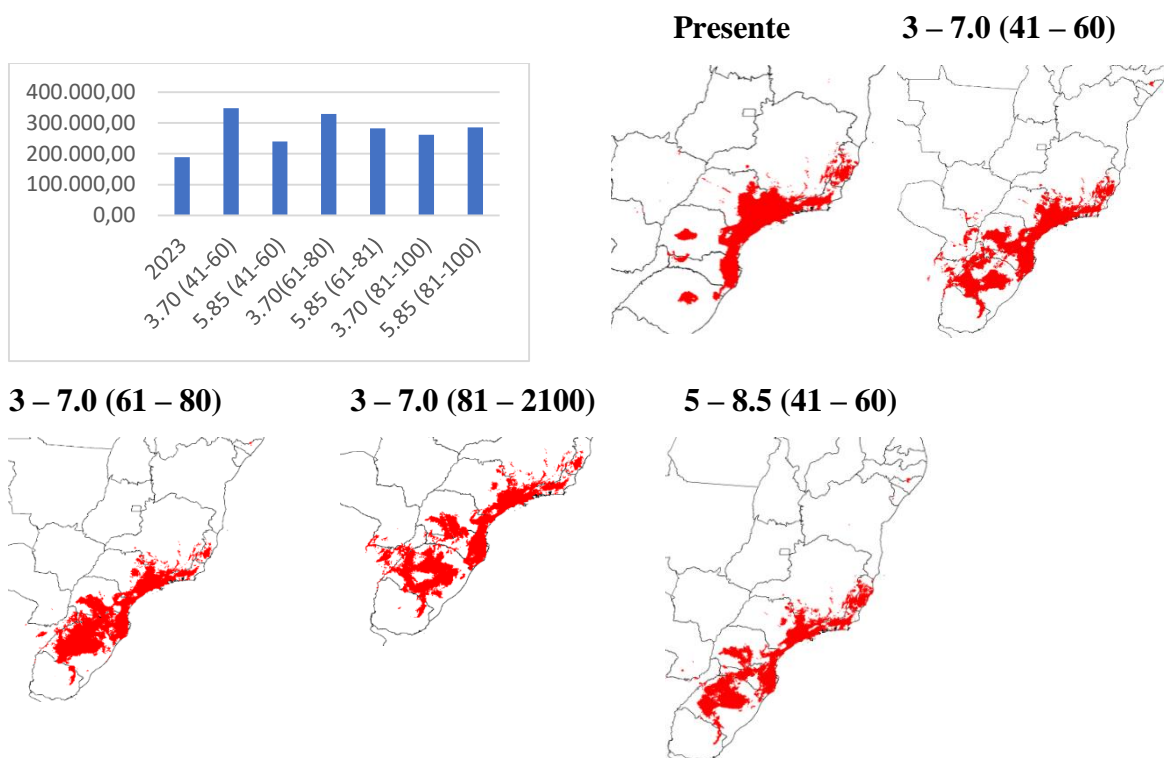 Presente
3 – 7.0 (41 – 60)
400.000,00
300.000,00
200.000,00
100.000,00
0,00
2023
3.70 (41-60)
5.85 (41-60)
3.70(61-80)
5.85 (61-81)
3.70 (81-100)
5.85 (81-100)
3 – 7.0 (61 – 80)
3 – 7.0 (81 – 2100)
5 – 8.5 (41 – 60)